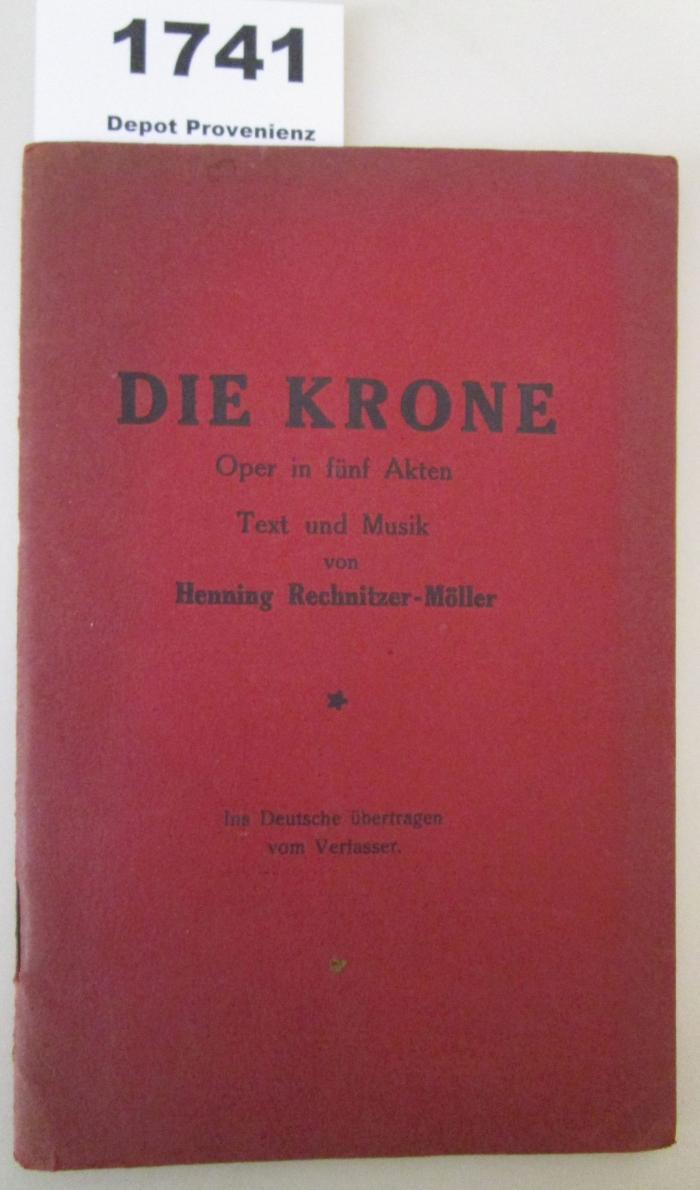 1741
Depot Provenienz
DIE KRONE
Oper in fünf Akten
Text und Musik
von
Henning Rechnitzer-Möller
Ins Deutsche übertragen
vom Verfasser.